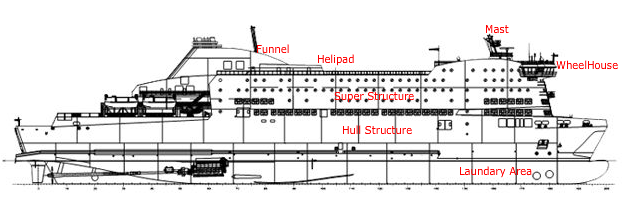 Mast
Funnel
Helipad
WheelHouse
Super Structure
Hull Structure
Laundary Area